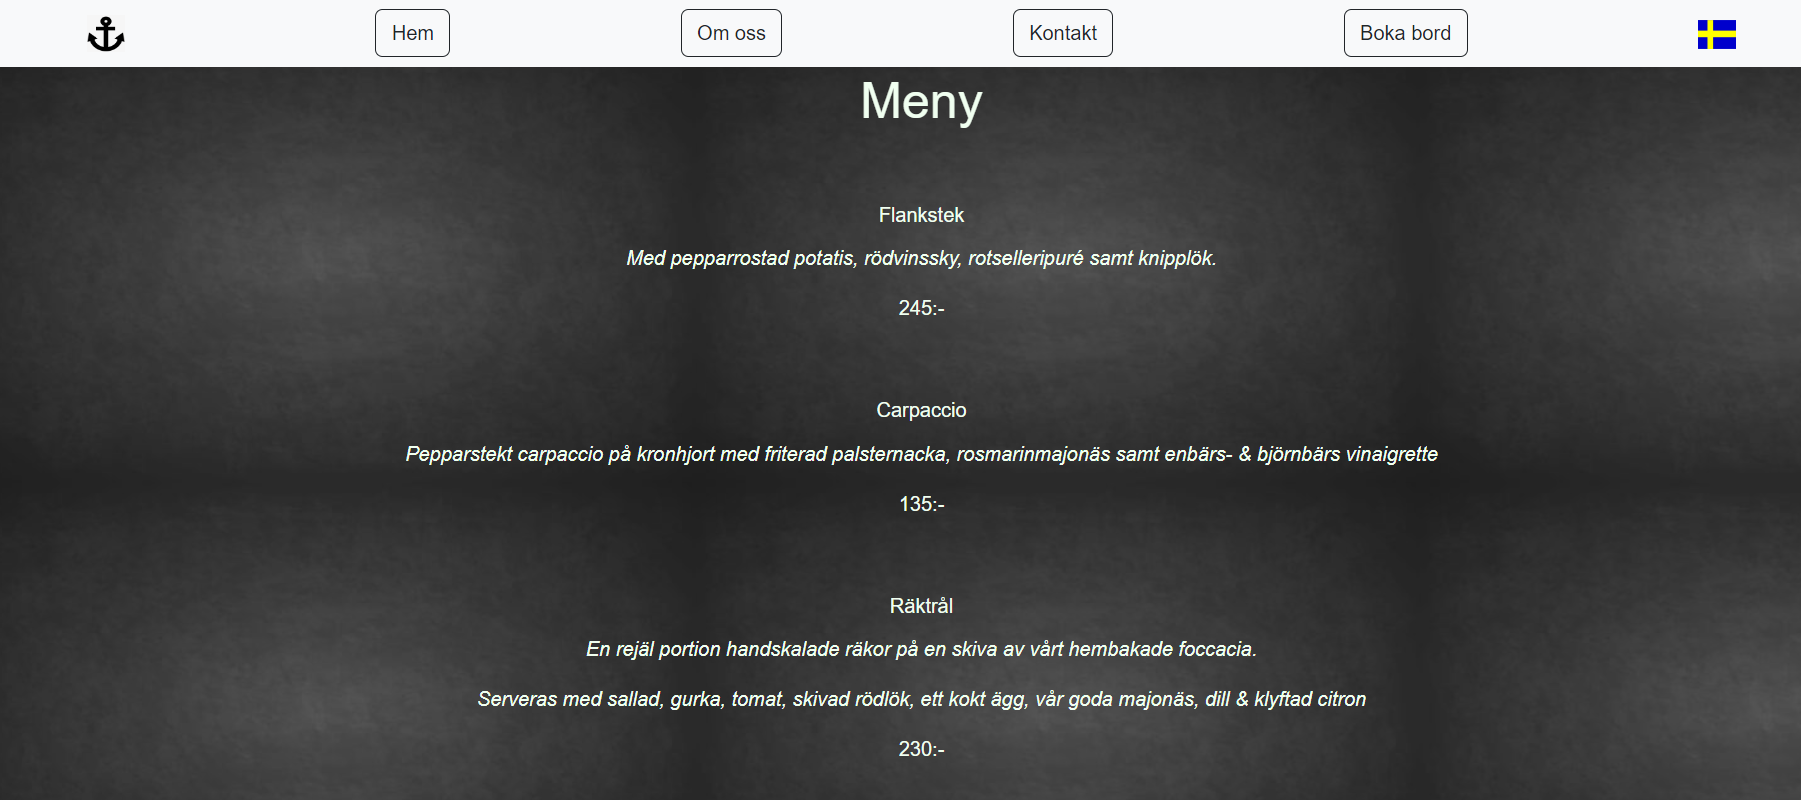 Hem
Om oss
Kontakt
Boka bord
Meny
Flankstek
Med pepparrostad potatis, rödvinssky, rotselleripuré samt knipplök.
245:-
Carpaccio
Pepparstekt carpaccio på kronhjort med friterad palsternacka, rosmarinmajonäs samt enbärs- & björnbärs vinaigrette
135:-
Räktrål
En rejäl portion handskalade räkor på en skiva av vårt hembakade foccacia.
Serveras med sallad, gurka, tomat, skivad rödlök, ett kokt ägg, vår goda majonäs, dill & klyftad citron
230:-